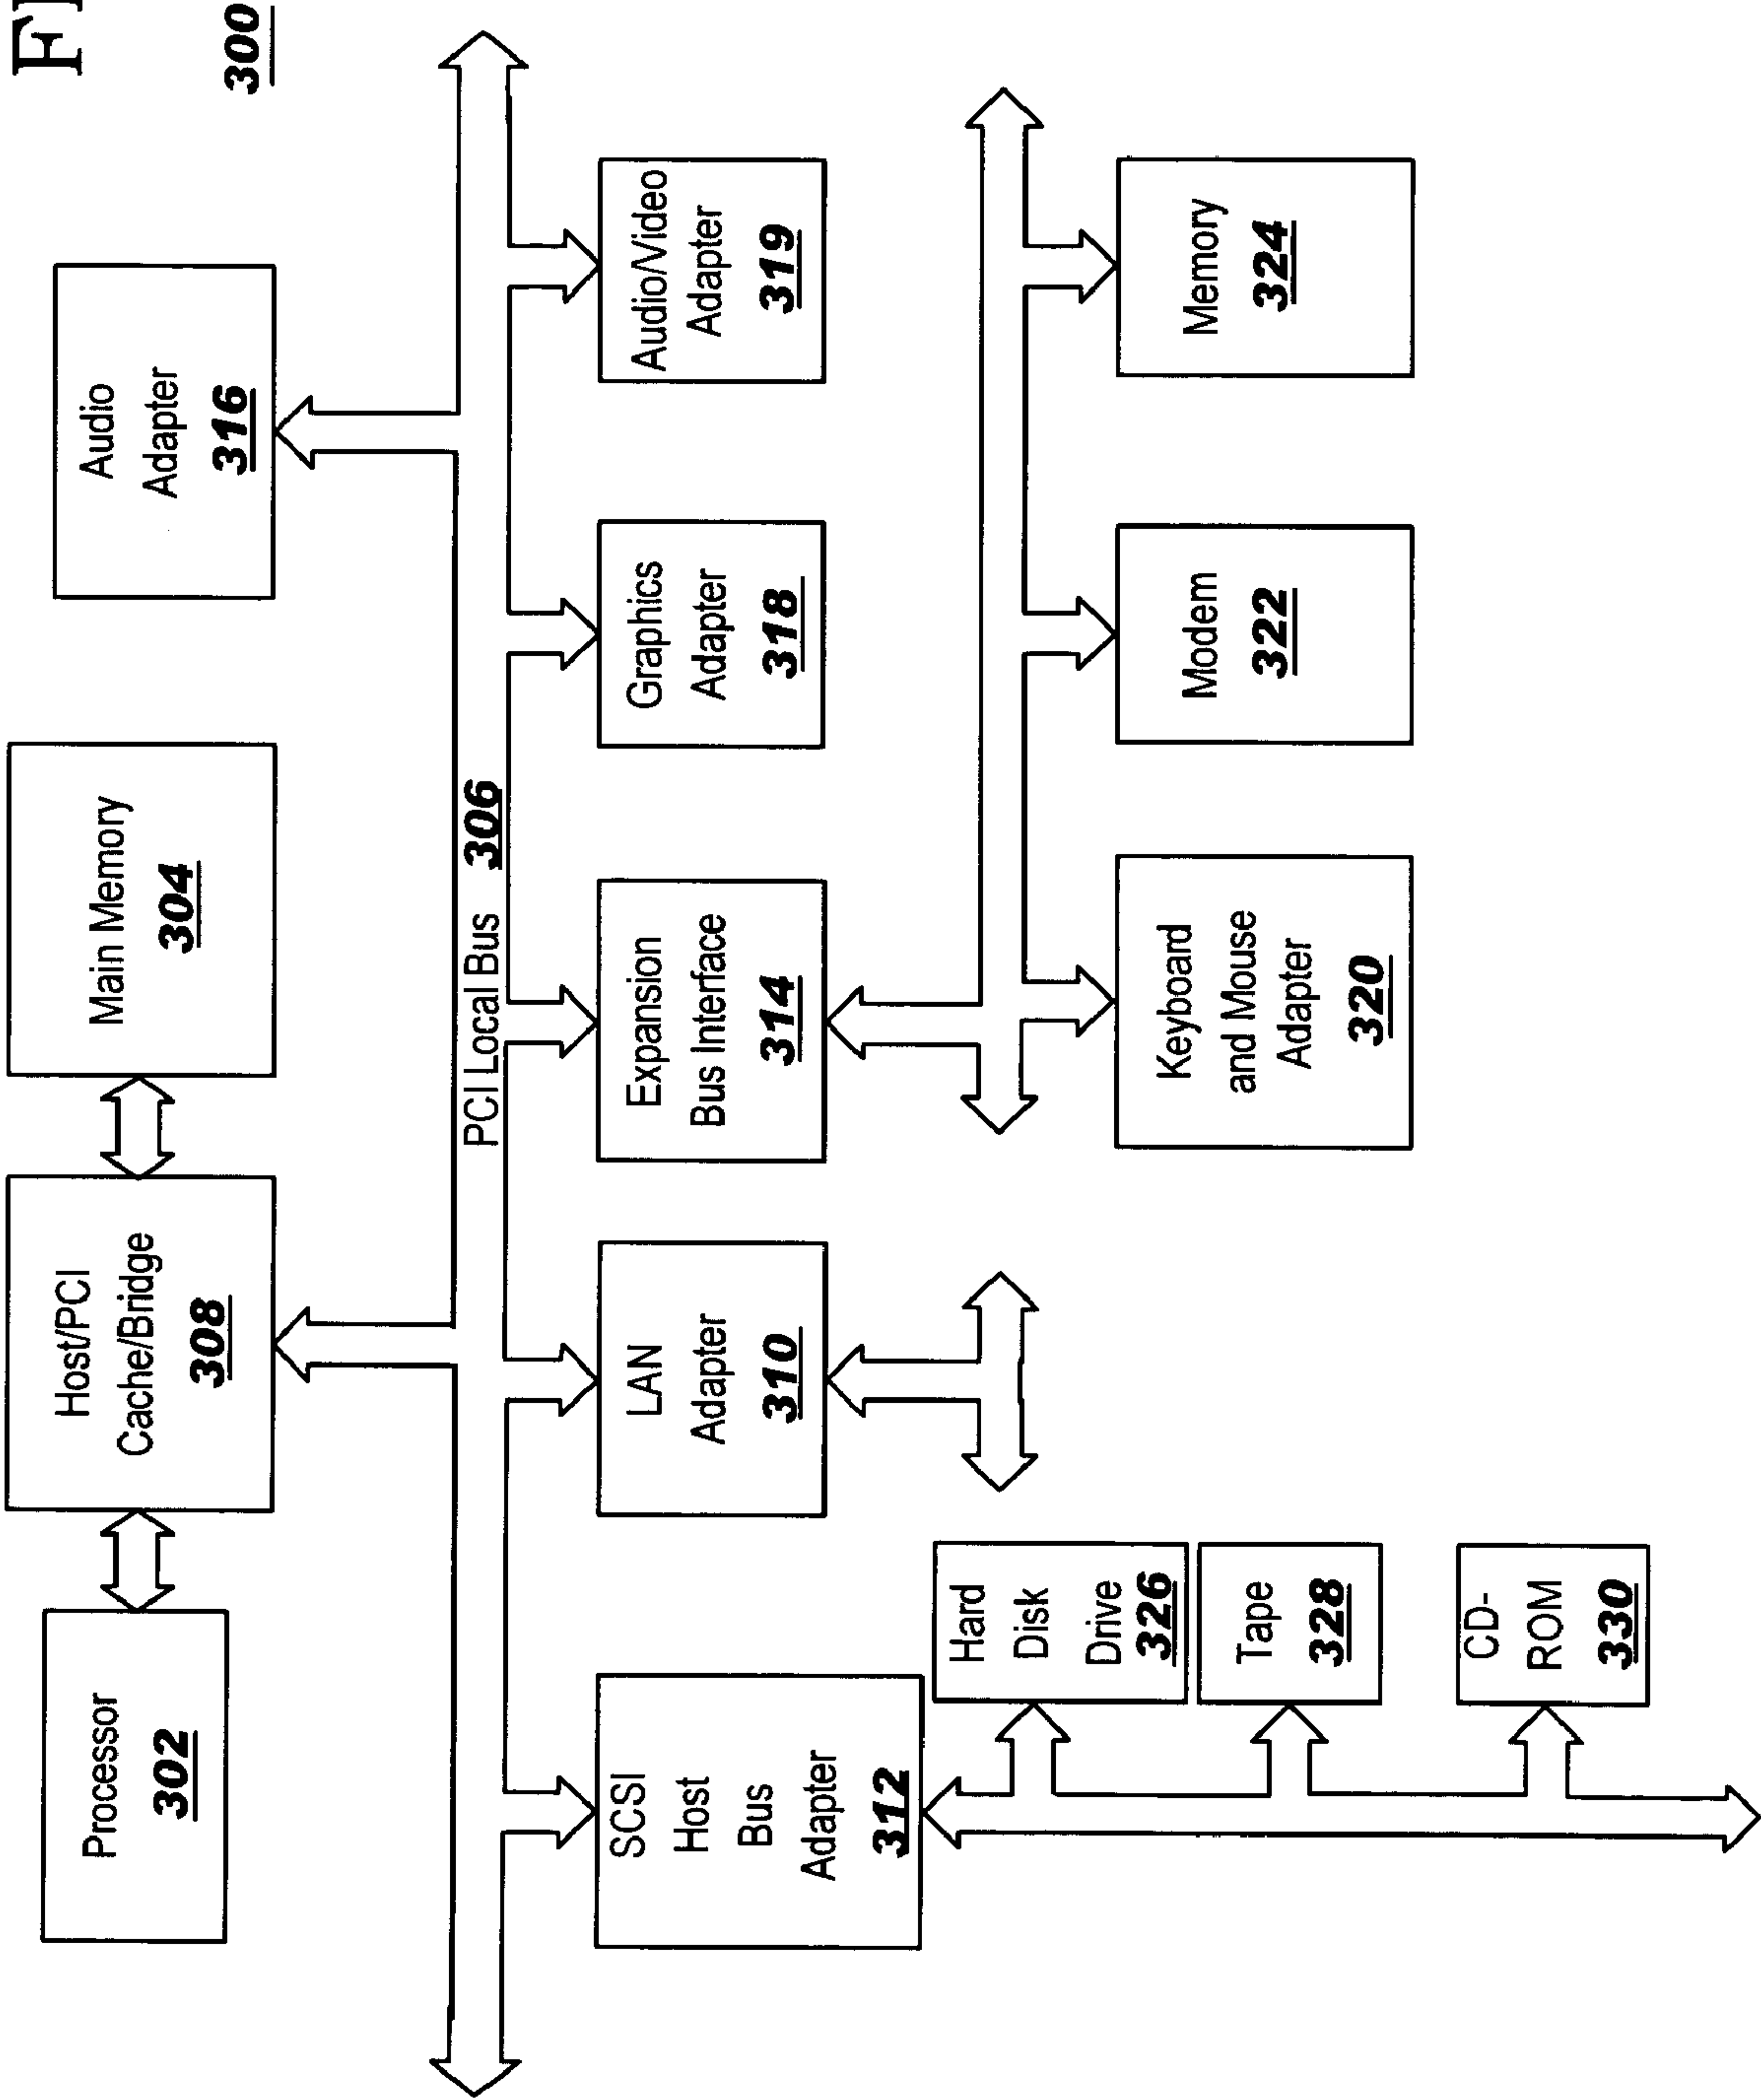 300
Processor
302
Host/PCI
Cache/Bridge
308
Main Memory
304
Audio
Adapter
316
PCI Local Bus 306
SCSI
Host
Bus
Adapter
312
LAN
Adapter
310
Expansion
Bus Interface
314
Graphics
Adapter
318
Audio/Video
Adapter
319
Hard
Disk
Drive
326
Tape
328
CD-
ROM
330
Keyboard
and Mouse
Adapter
320
Modem
322
Memory
324